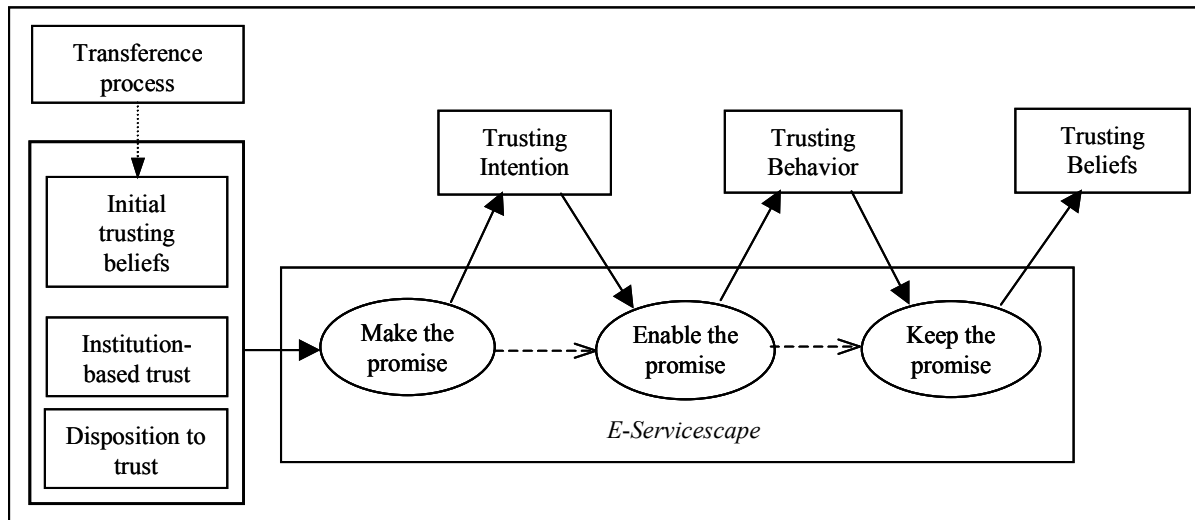 Transference
process
Initial
trusting
beliefs
Institution-
based trust
Disposition to
trust
Trusting
Intention
Trusting
Behavior
Trusting
Beliefs
Make the
promise
Enable the
promise
Keep the
promise
E-Servicescape